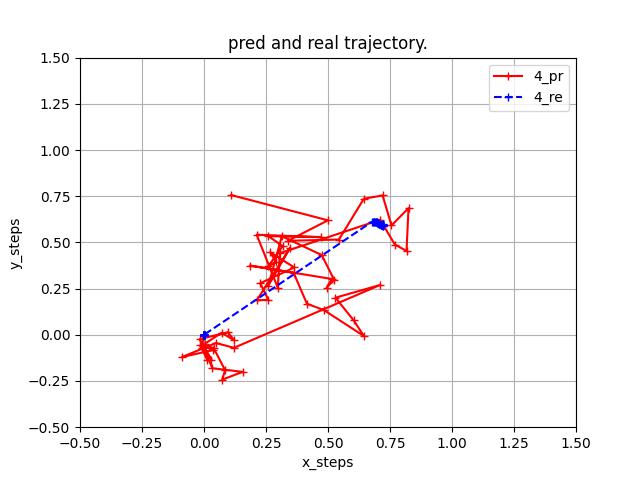 pred and real trajectory.
4_pr
4_re
1.50
1.25
1.00
0.75
0.50
0.25
0.00
−0.25
−0.50
y_steps
−0.50 −0.25 0.00 0.25 0.50 0.75 1.00 1.25 1.50
x_steps